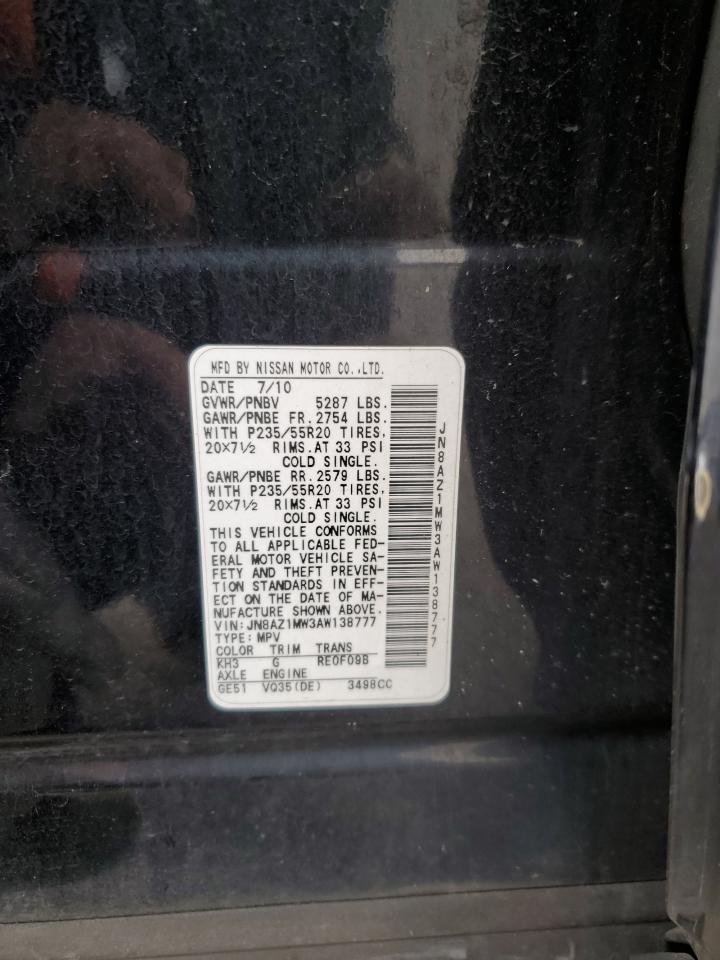 MFD BY NISSAN MOTOR CO.,LTD.
DATE 7/10
GVWR/PNBV 5287 LBS.
GAWR/PNBE FR. 2754 LBS.
WITH P235/55R20 TIRES,
20X7½ RIMS.AT 33 PSI
COLD SINGLE.
GAWR/PNBE RR. 2579 LBS.
WITH P235/55R20 TIRES,
20X7½ RIMS.AT 33 PSI
COLD SINGLE.
THIS VEHICLE CONFORMS
TO ALL APPLICABLE FED-
ERAL MOTOR VEHICLE SA-
FETY AND THEFT PREVEN-
TION STANDARDS IN EFF-
ECT ON THE DATE OF MA-
NUFACTURE SHOWN ABOVE.
VIN:JN8AZ1MW3AW138777
TYPE:MPV
COLOR TRIM TRANS
KH3 G RE0F09B
AXLE ENGINE
GE51 VQ35(DE) 3498CC
JN8AZ1MW3AW138777